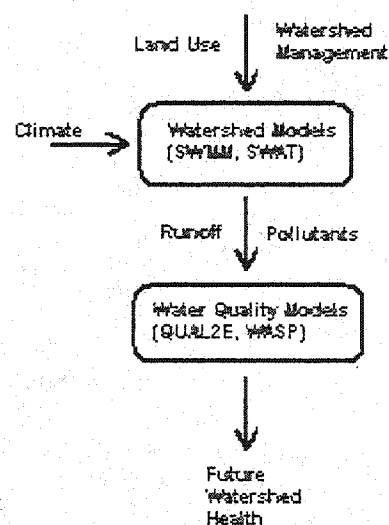 Land Use
Watershed
Management
Climate
Watershed Models
(SWMM, SWAT)
Runoff
Pollutants
Water Quality Models
(QUAL2E, WASP)
Future
Watershed
Health